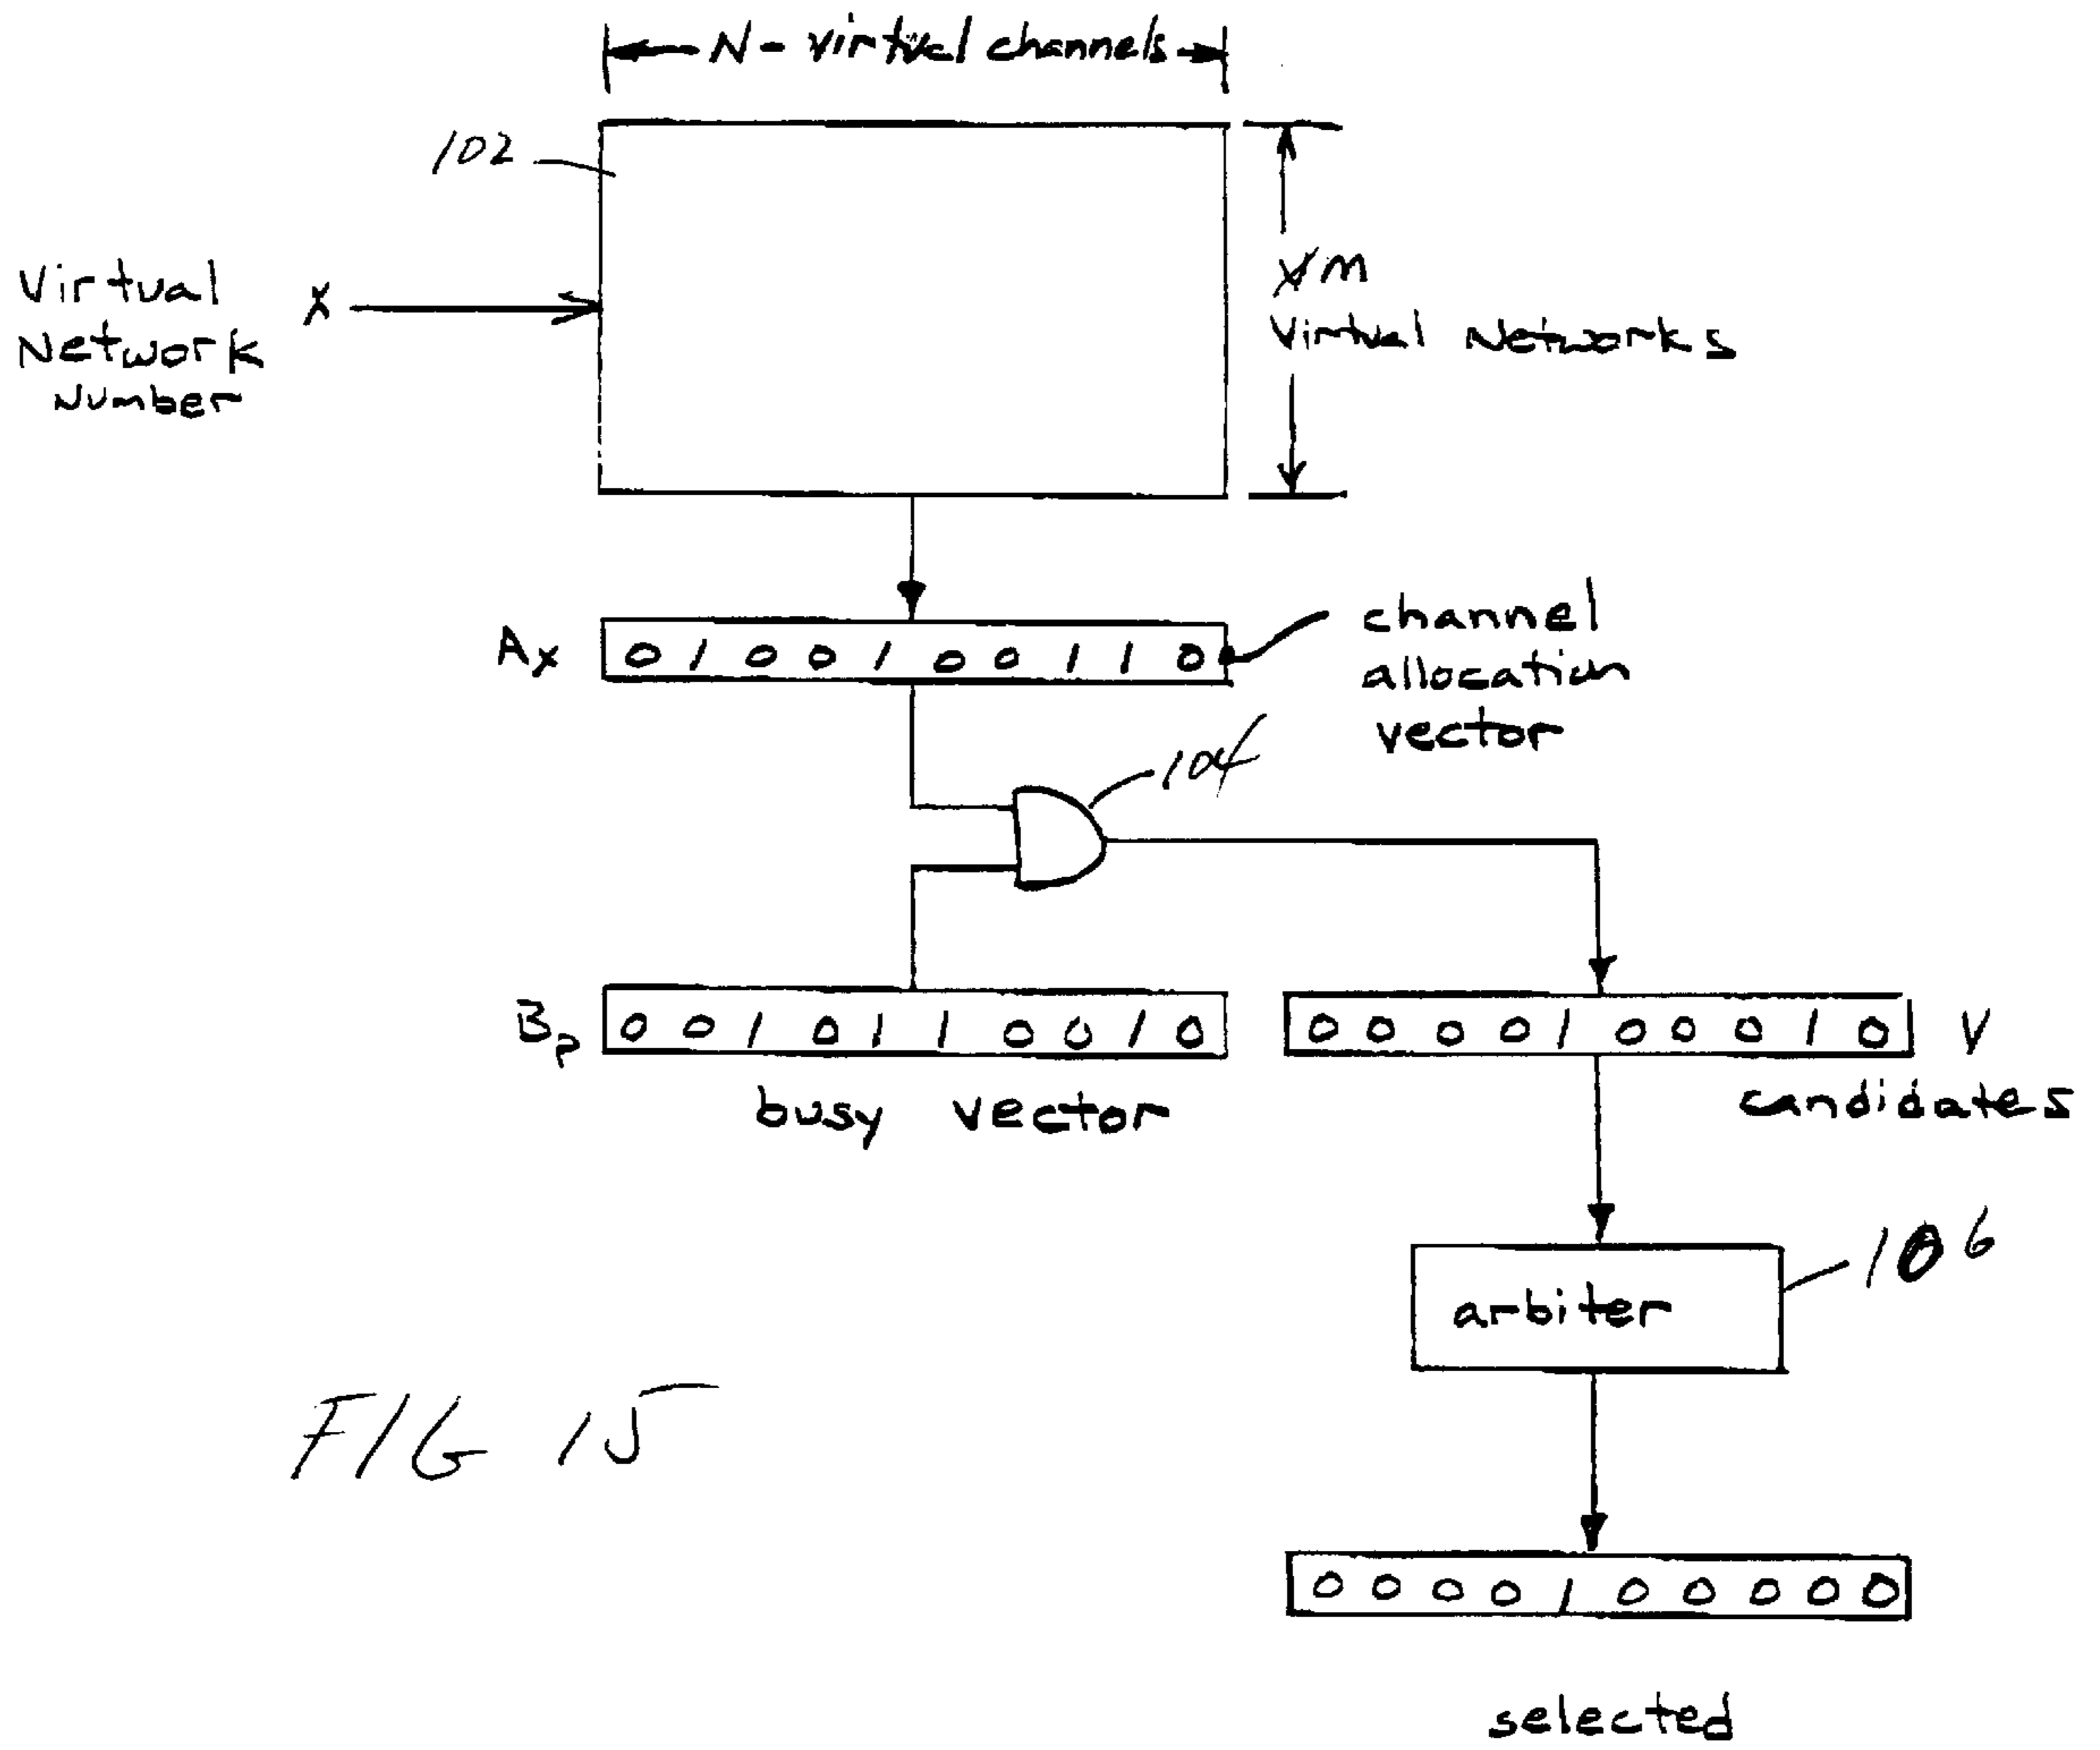 N - virtual channels
102
Virtual
Network
Number
X
M
Virtual Networks
Ax
0 1 0 0 1 0 0 1 1 0
channel
allocation
vector
104
Bp
0 0 1 0 1 1 0 0 1 0
busy vector
0 0 0 0 1 0 0 0 1 0
V
candidates
arbiter
106
FIG 15
0 0 0 0 1 0 0 0 0 0
selected